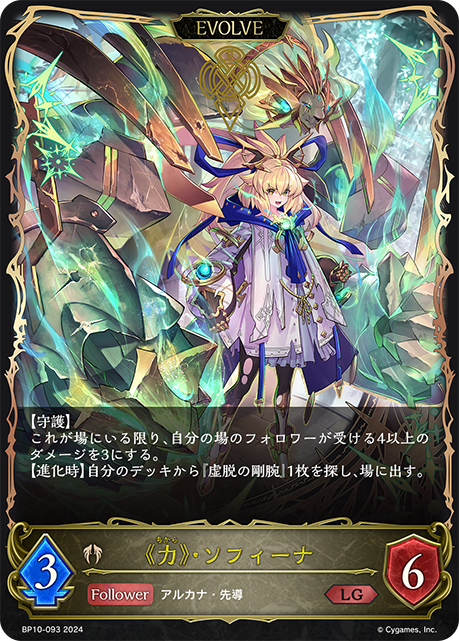 EVOLVE
【守護】
これが場にいる限り、自分の場のフォロワーが受ける4以上の
ダメージを3にする。
【進化時】自分のデッキから『虚脱の剛腕』1枚を探し、場に出す。
ちから
《力》・ソフィーナ
3
Follower
アルカナ・先導
LG
6
BP10-093 2024
© Cygames, Inc.